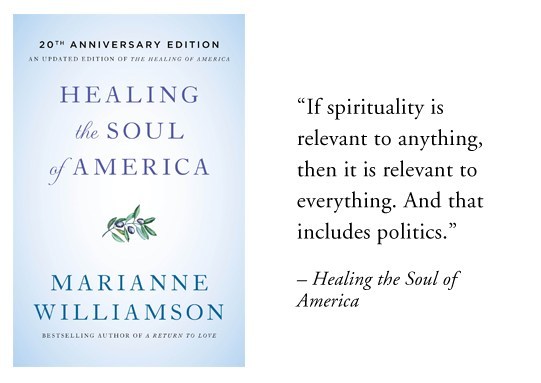 20TH ANNIVERSARY EDITION
AN UPDATED EDITION OF THE HEALING OF AMERICA
HEALING
the SOUL
of AMERICA
MARIANNE
WILLIAMSON
BESTSELLING AUTHOR OF A RETURN TO LOVE
“If spirituality is
relevant to anything,
then it is relevant to
everything. And that
includes politics.”
– Healing the Soul of
America